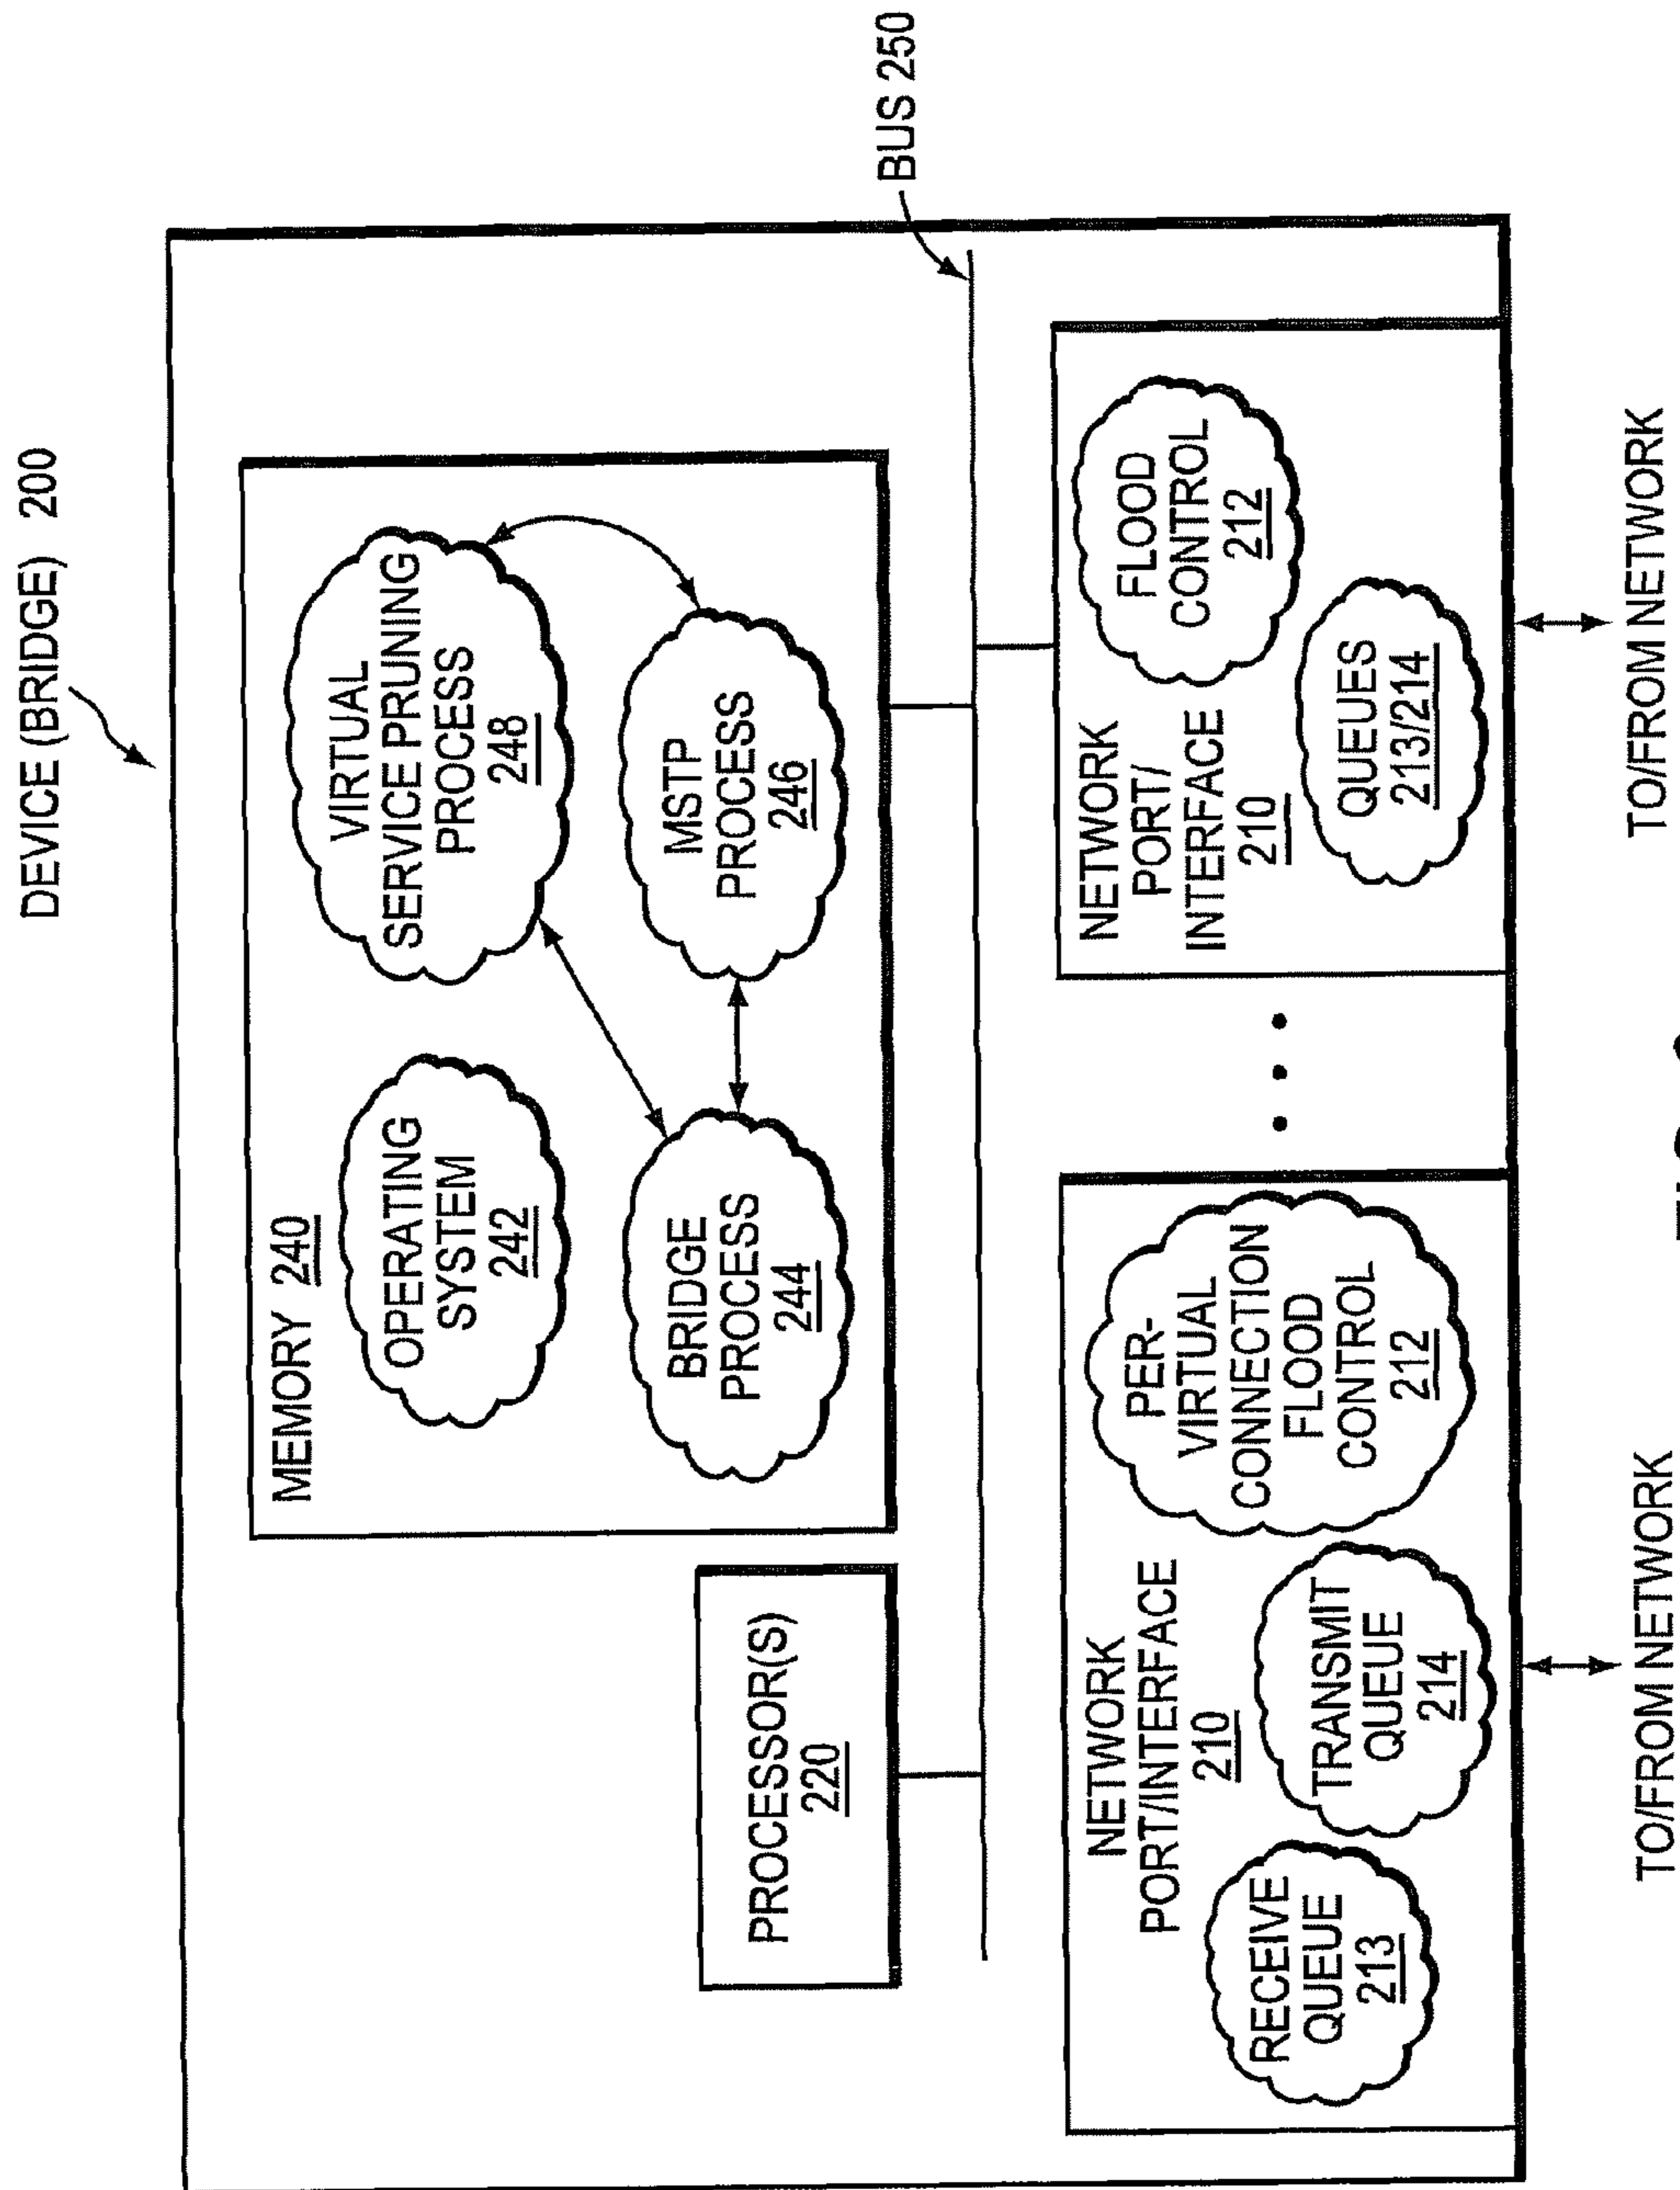 DEVICE (BRIDGE) 200
MEMORY 240
OPERATING
SYSTEM
242
VIRTUAL
SERVICE PRUNING
PROCESS
248
BRIDGE
PROCESS
244
MSTP
PROCESS
246
PROCESSOR(S)
220
BUS 250
NETWORK
PORT/INTERFACE
210
RECEIVE
QUEUE
213
TRANSMIT
QUEUE
214
PER-
VIRTUAL
CONNECTION
FLOOD
CONTROL
212
NETWORK
PORT/
INTERFACE
210
FLOOD
CONTROL
212
QUEUES
213/214
TO/FROM NETWORK
TO/FROM NETWORK